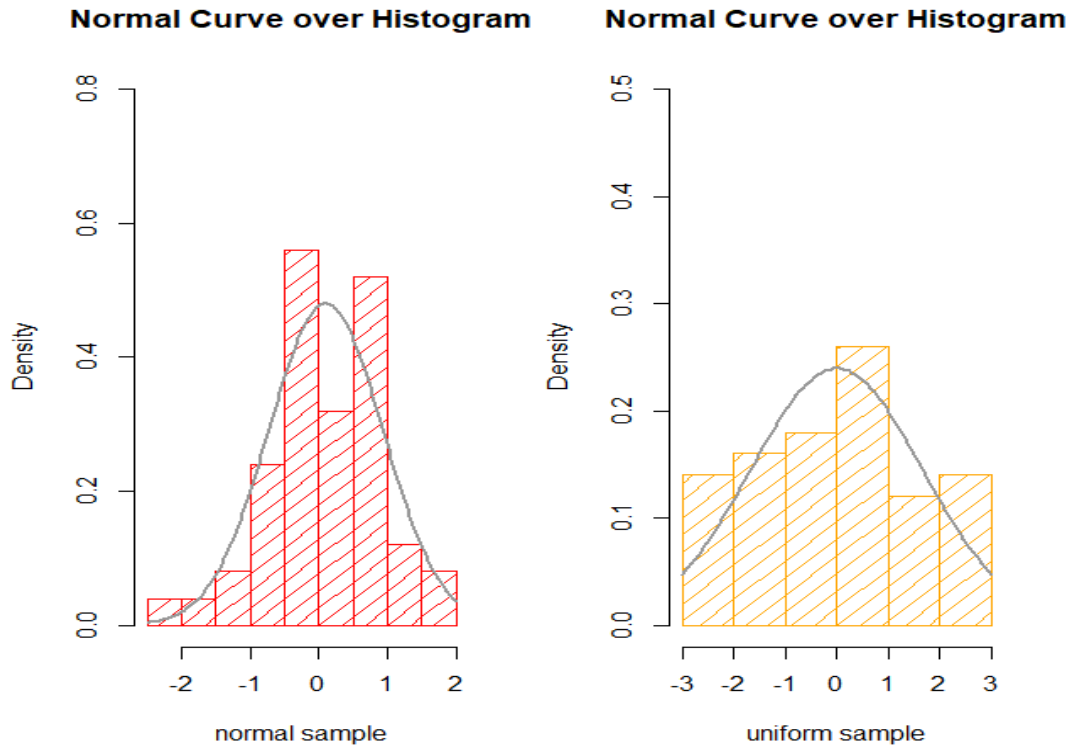 Normal Curve over Histogram
0.8
0.6
0.4
0.2
0.0
Density
-2 -1 0 1 2
normal sample
Normal Curve over Histogram
0.5
0.4
0.3
0.2
0.1
0.0
Density
-3 -2 -1 0 1 2 3
uniform sample